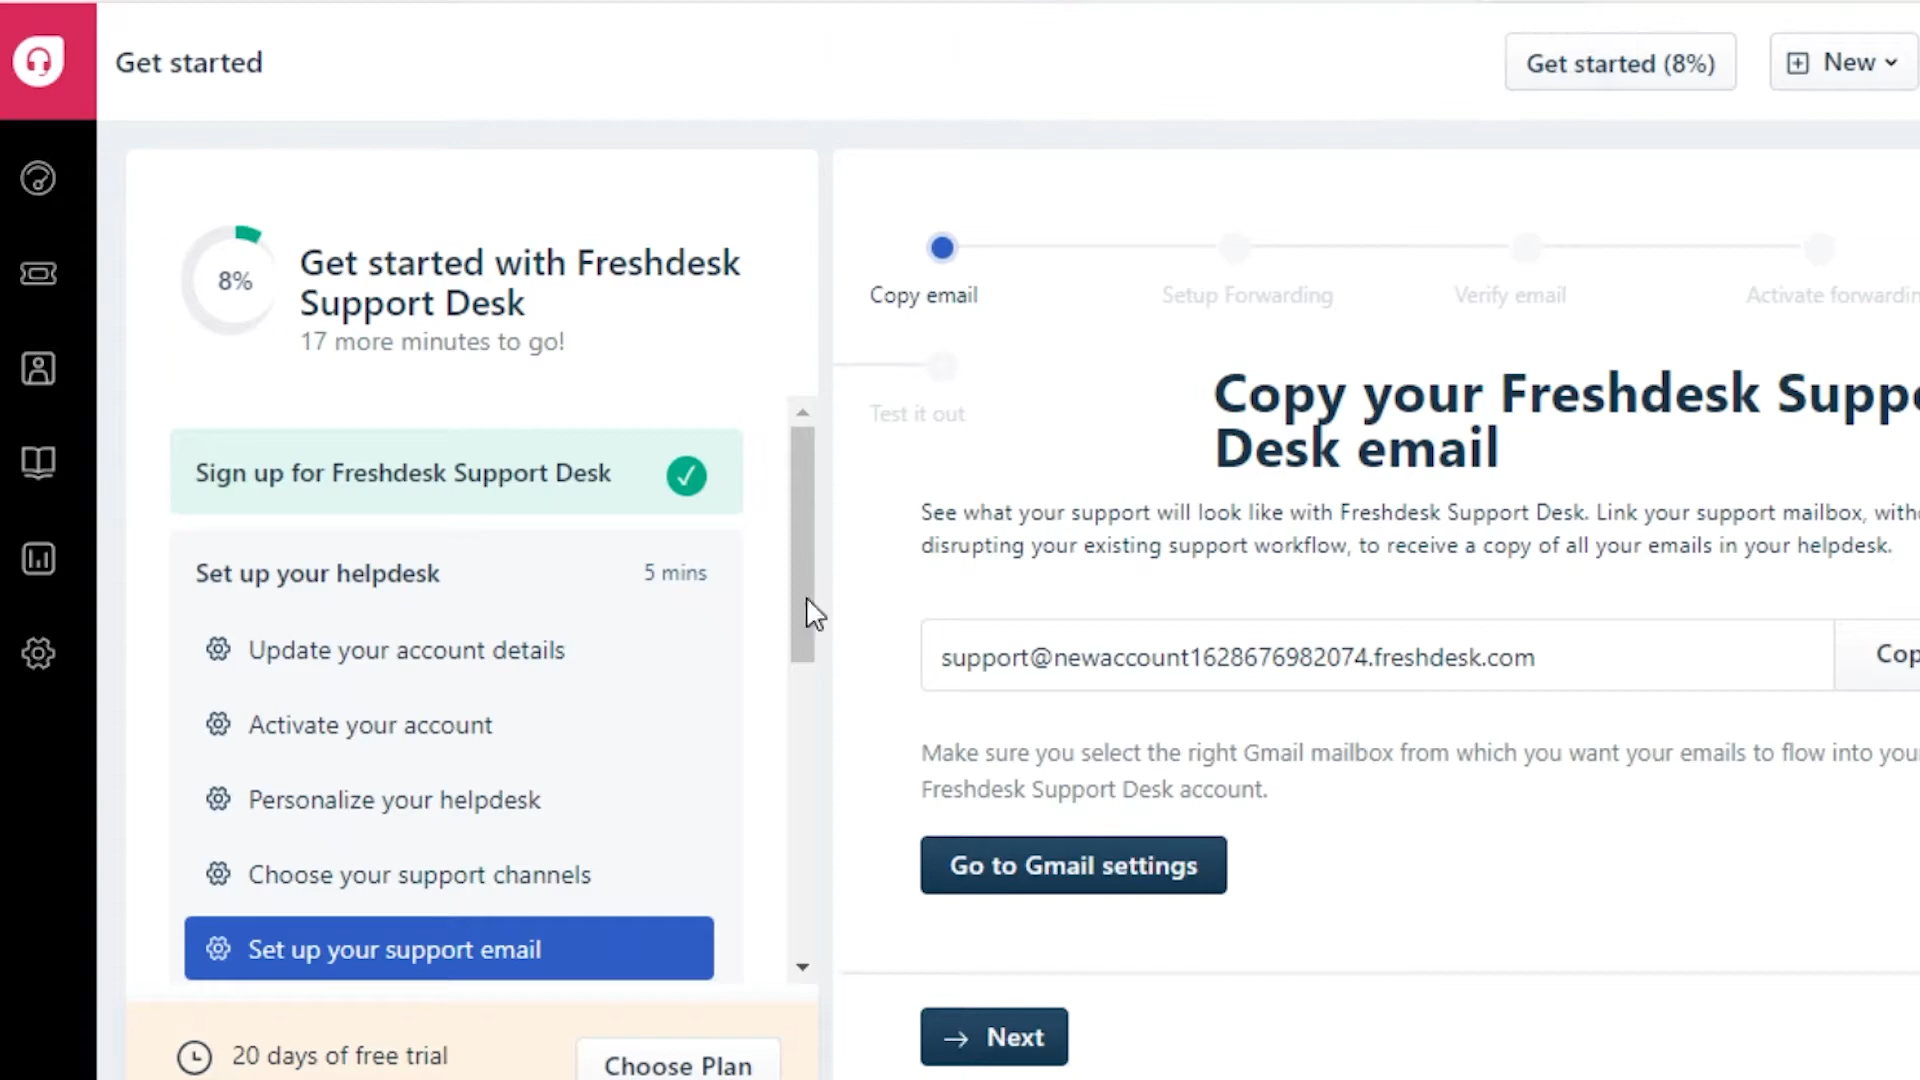 Get started
Get started (8%)
New
8%
Get started with Freshdesk
Support Desk
17 more minutes to go!
Sign up for Freshdesk Support Desk
Set up your helpdesk
5 mins
Update your account details
Activate your account
Personalize your helpdesk
Choose your support channels
Set up your support email
20 days of free trial
Choose Plan
Copy email
Setup Forwarding
Verify email
Activate
Test it out
Copy your Freshdesk
Desk email
See what your support will look like with Freshdesk Support Desk. Link your support mailbox,
disrupting your existing support workflow, to receive a copy of all your emails in your helpdesk.
support@newaccount1628676982074.freshdesk.com
Make sure you select the right Gmail mailbox from which you want your emails to flow into
Freshdesk Support Desk account.
Go to Gmail settings
Next